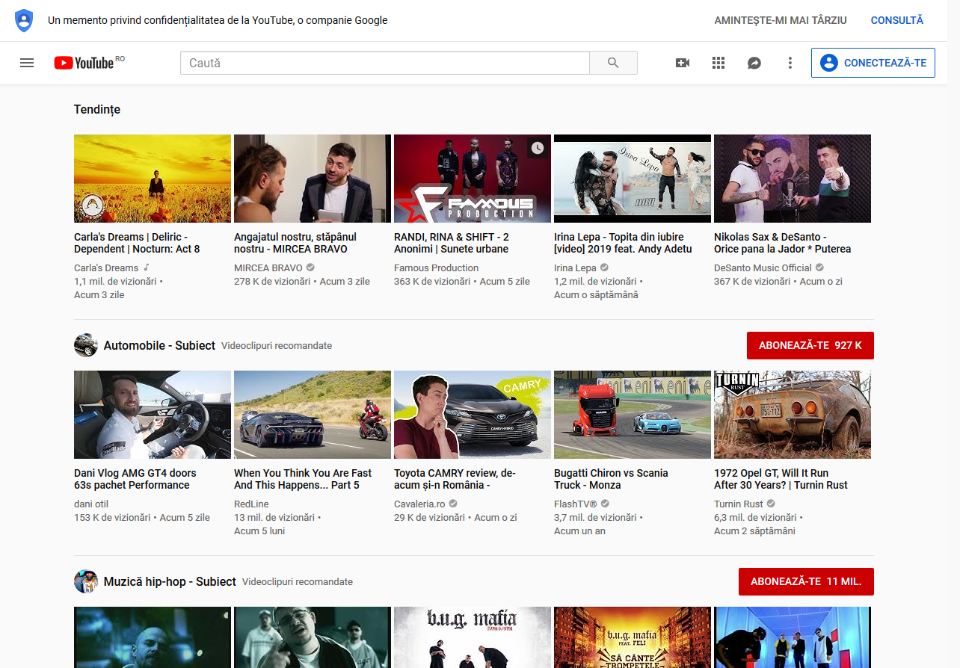 Un memento privind confidențialitatea de la YouTube, o companie Google
AMINTEȘTE-MI MAI TÂRZIU
CONSULTĂ
YouTube RO
Caută
CONECTEAZĂ-TE
Tendințe
FAMOUS
PRODUCTION
Irina Lepa
Carla's Dreams | Deliric -
Dependent | Nocturn: Act 8
Carla's Dreams
1,1 mil. de vizionări •
Acum 3 zile
Angajatul nostru, stăpânul
nostru - MIRCEA BRAVO
MIRCEA BRAVO
278 K de vizionări • Acum 3 zile
RANDI, RINA & SHIFT - 2
Anonimi | Sunete urbane
Famous Production
363 K de vizionări • Acum 5 zile
Irina Lepa - Topita din iubire
[video] 2019 feat. Andy Adetu
Irina Lepa
1,2 mil. de vizionări •
Acum o săptămână
Nikolas Sax & DeSanto -
Orice pana la Jador * Puterea
DeSanto Music Official
367 K de vizionări • Acum o zi
Automobile - Subiect Videoclipuri recomandate
ABONEAZĂ-TE 927 K
CAMRY
TURNIN
RUST
Dani Vlog AMG GT4 doors
63s pachet Performance
dani otil
153 K de vizionări • Acum 5 zile
When You Think You Are Fast
And This Happens... Part 5
RedLine
13 mil. de vizionări •
Acum 5 luni
Toyota CAMRY review, de-
acum și-n România -
Cavaleria.ro
29 K de vizionări • Acum o zi
Bugatti Chiron vs Scania
Truck - Monza
FlashTV®
3,7 mil. de vizionări •
Acum un an
1972 Opel GT, Will It Run
After 30 Years? | Turnin Rust
Turnin Rust
6,3 mil. de vizionări •
Acum 2 săptămâni
Muzică hip-hop - Subiect Videoclipuri recomandate
ABONEAZĂ-TE 11 MIL.
b.u.g. mafia
b.u.g. mafia
FEAT. FELI
SĂ CÂNTE
TROMPETELE